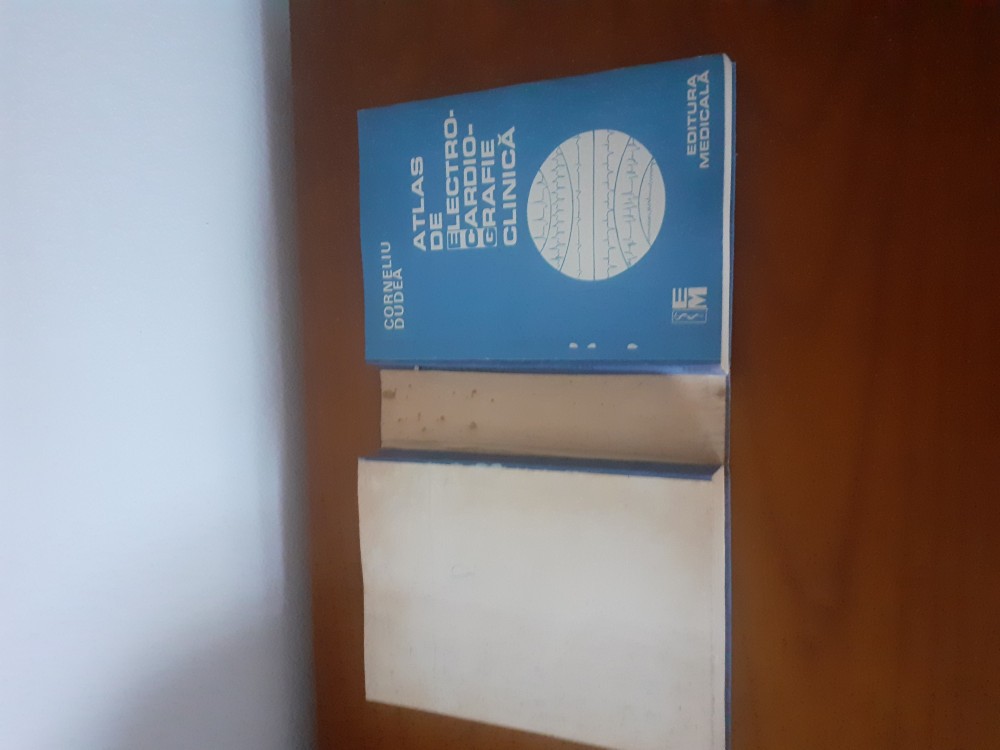 CORNELIU
DUDEA
ATLAS
DE
ELECTRO-
CARDIO-
GRAFIE
CLINICĂ
EM
EDITURA
MEDICALĂ